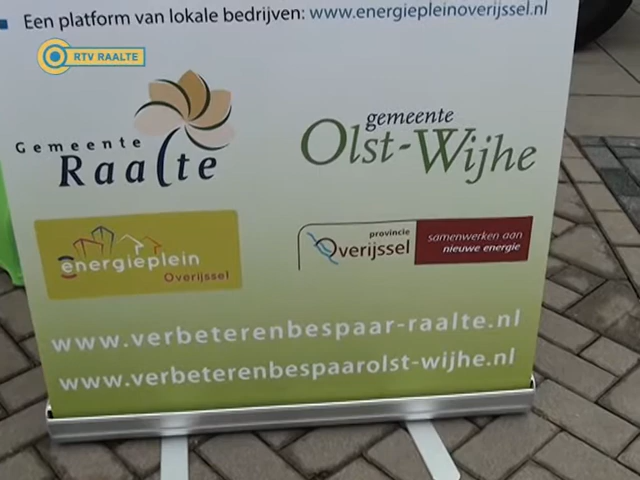 Een platform van lokale bedrijven: www.energiepleinoverijssel.nl
RTV RAALTE
Gemeente
Raalte
gemeente
Olst-Wijhe
energieplein
Overijssel
provincie
Overijssel
samenwerken aan
nieuwe energie
www.verbeterenbespaar-raalte.nl
www.verbeterenbespaarolst-wijhe.nl